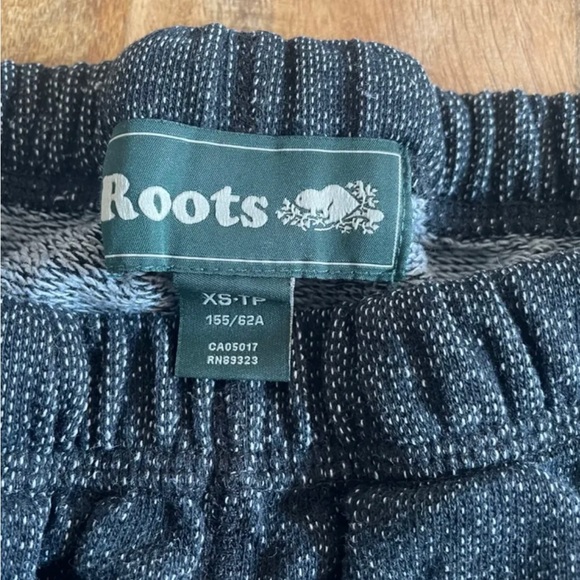 Roots
XS-TP
155/62A
CA05017
RN89323